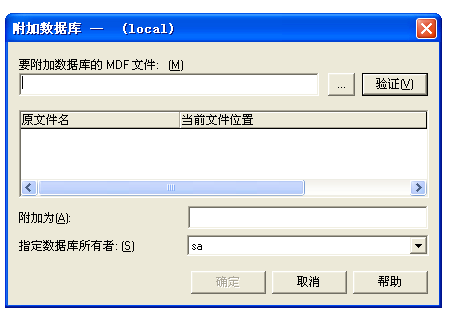 附加数据库 — （local）
要附加数据库的 MDF 文件: (M)
... 验证(V)
原文件名 当前文件位置
附加为(A):
指定数据库所有者: (S) sa
确定 取消 帮助